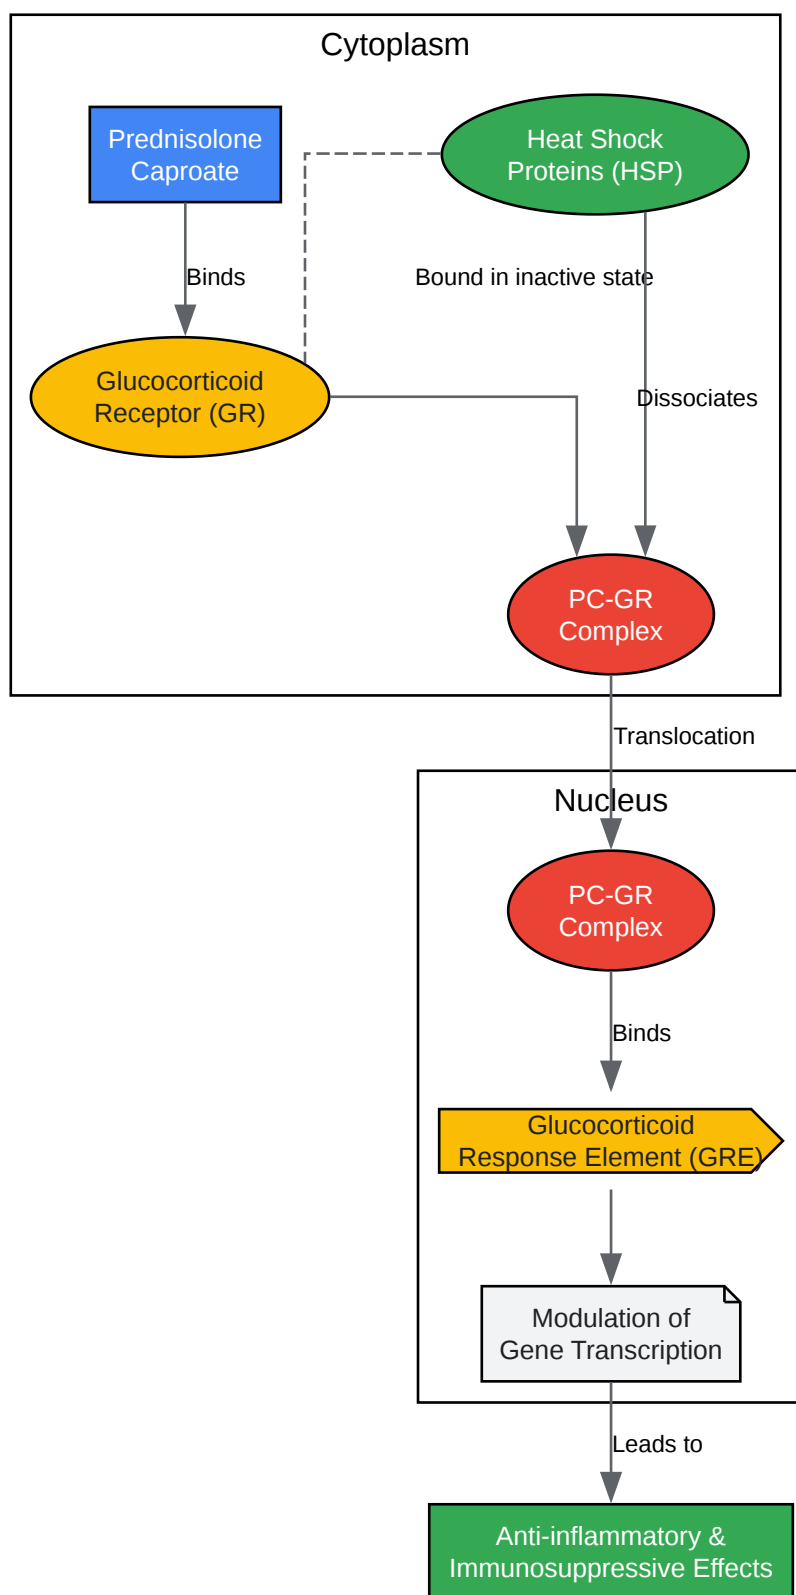 Cytoplasm
Prednisolone
Caproate
Heat Shock
Proteins (HSP)
Binds
Bound in inactive state
Glucocorticoid
Receptor (GR)
Dissociates
PC-GR
Complex
Translocation
Nucleus
PC-GR
Complex
Binds
Glucocorticoid
Response Element (GRE)
Modulation of
Gene Transcription
Leads to
Anti-inflammatory &
Immunosuppressive Effects